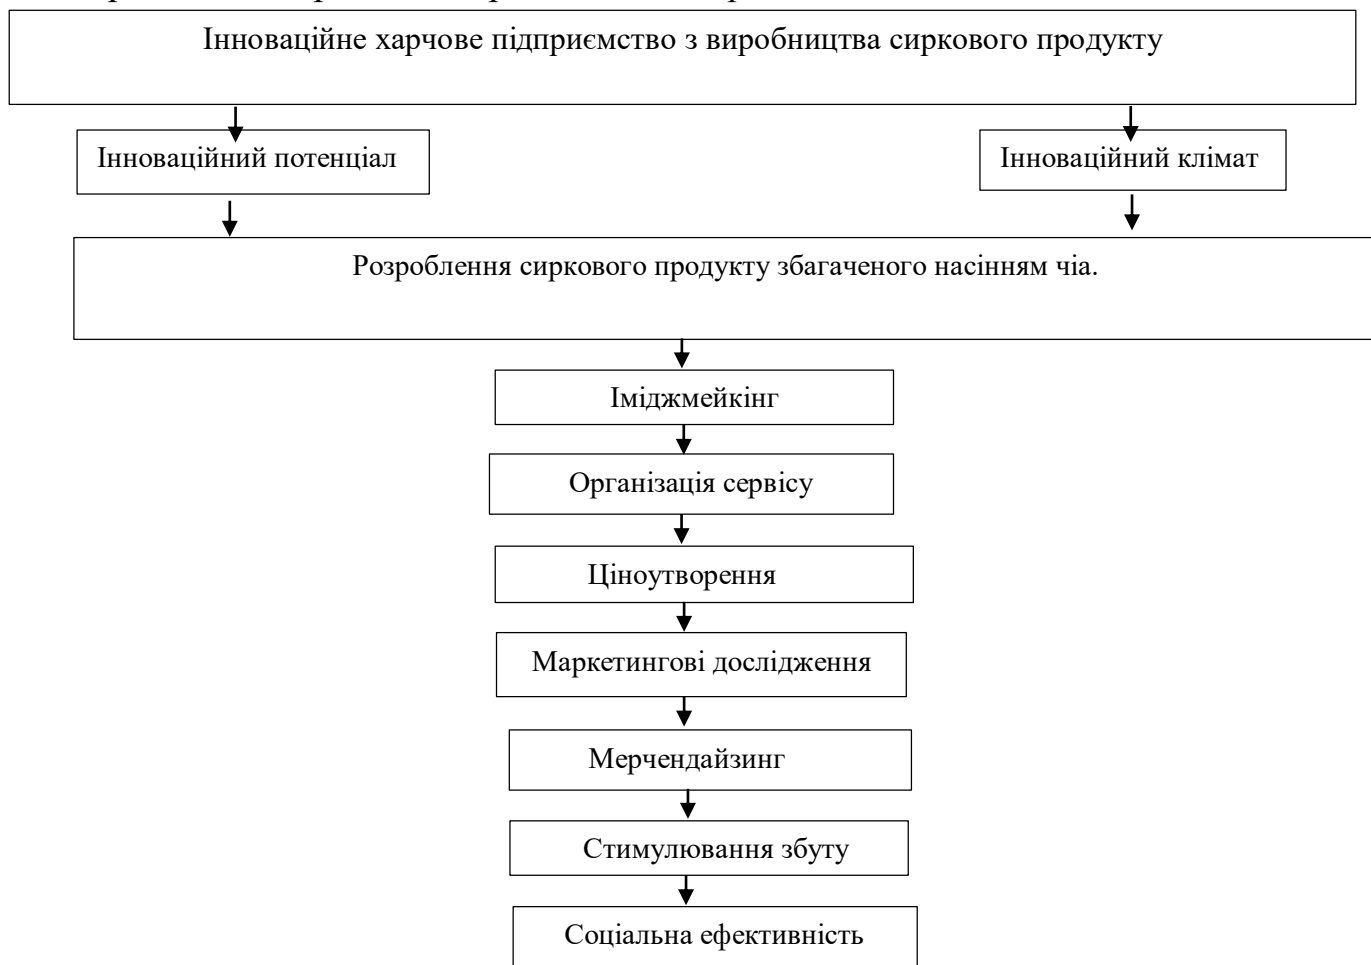 Інноваційне харчове підприємство з виробництва сиркового продукту
Інноваційний потенціал
Інноваційний клімат
Розроблення сиркового продукту збагаченого насінням чіа.
Іміджмейкінг
Організація сервісу
Ціноутворення
Маркетингові дослідження
Мерчендайзинг
Стимулювання збуту
Соціальна ефективність